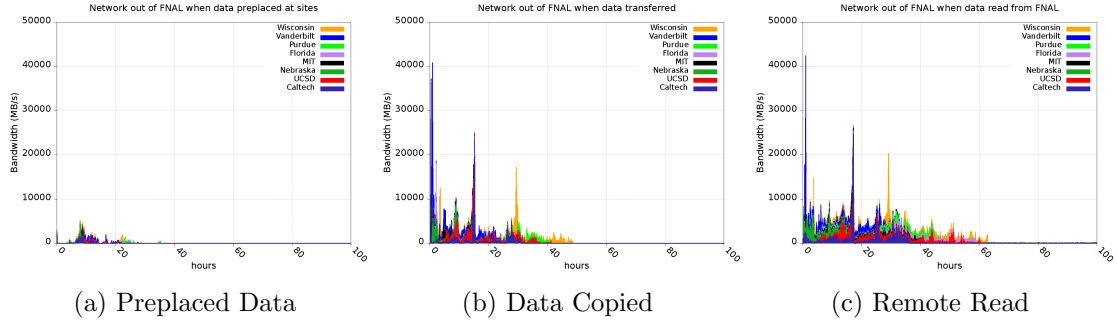 Network out of FNAL when data preplaced at sites
50000
40000
30000
20000
10000
0
Bandwidth (MB/s)
Wisconsin
Vanderbilt
Purdue
Florida
MIT
Nebraska
UCSD
Caltech
0
20
40
60
80
100
hours
(a) Preplaced Data
Network out of FNAL when data transferred
50000
40000
30000
20000
10000
0
Bandwidth (MB/s)
Wisconsin
Vanderbilt
Purdue
Florida
MIT
Nebraska
UCSD
Caltech
0
20
40
60
80
100
hours
(b) Data Copied
Network out of FNAL when data read from FNAL
50000
40000
30000
20000
10000
0
Bandwidth (MB/s)
Wisconsin
Vanderbilt
Purdue
Florida
MIT
Nebraska
UCSD
Caltech
0
20
40
60
80
100
hours
(c) Remote Read